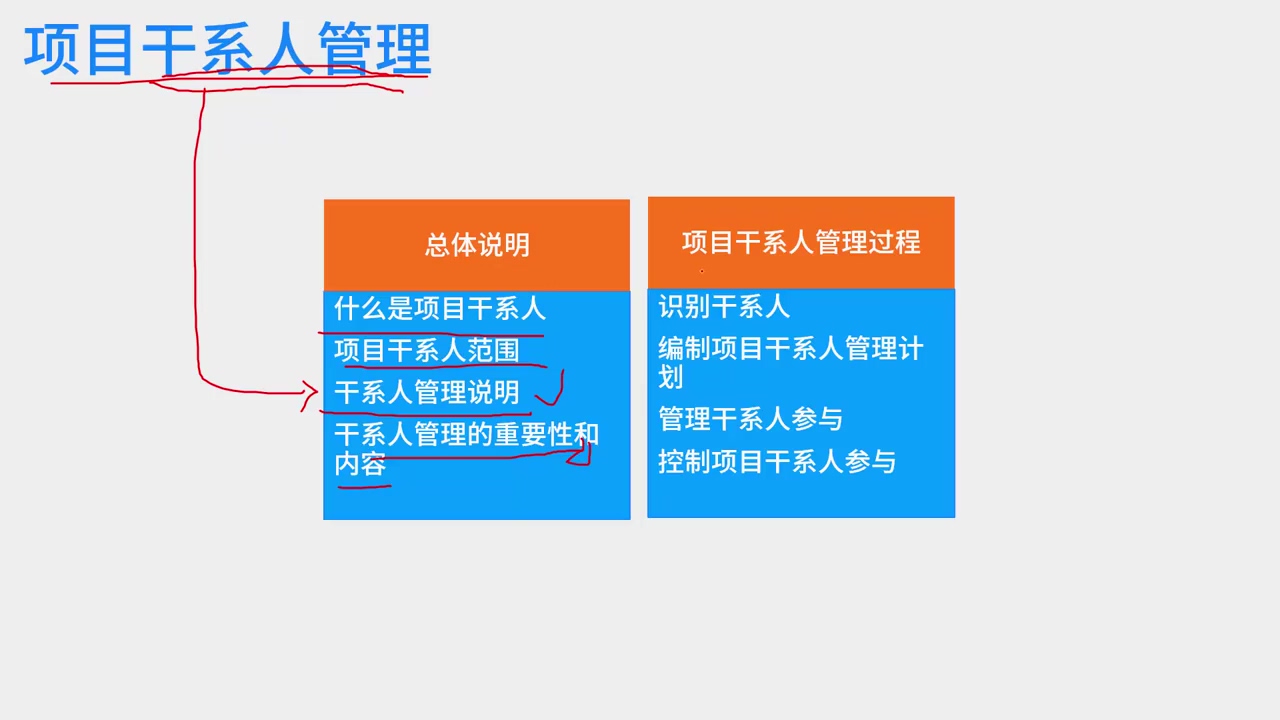 项目干系人管理
总体说明
什么是项目干系人
项目干系人范围
干系人管理说明
干系人管理的重要性和
内容
项目干系人管理过程
识别干系人
编制项目干系人管理计
划
管理干系人参与
控制项目干系人参与